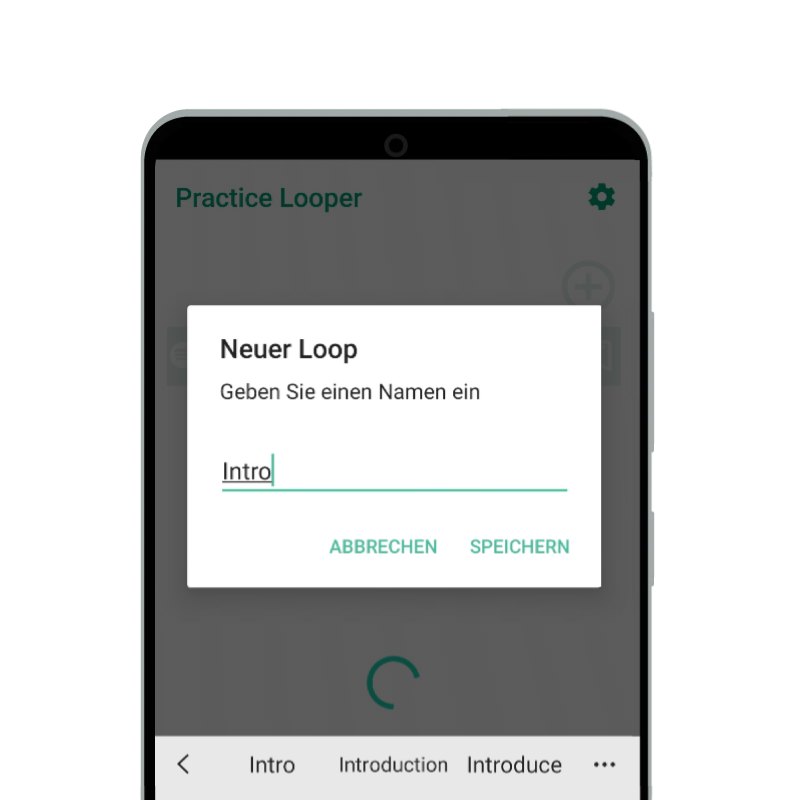 Practice Looper
Neuer Loop
Geben Sie einen Namen ein
Intro
ABBRECHEN SPEICHERN
Intro Introduction Introduce